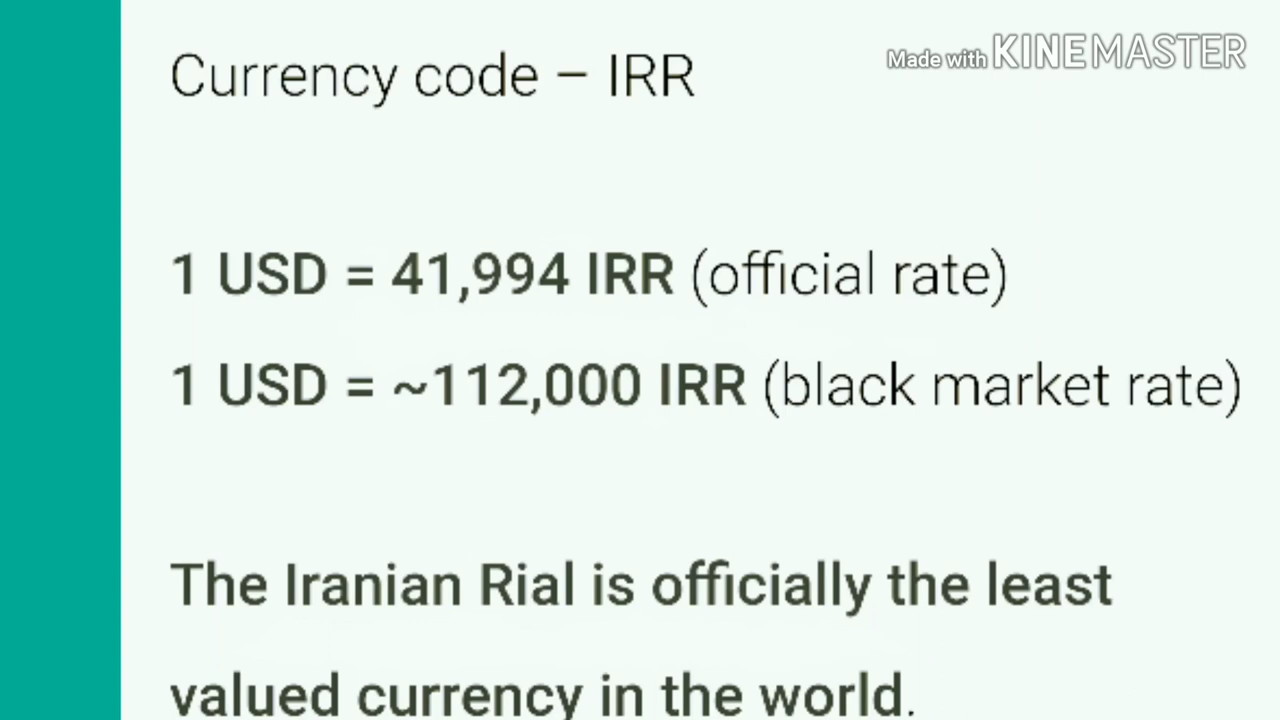 Currency code – IRR
Made with KINEMASTER
1 USD = 41,994 IRR (official rate)
1 USD = ~112,000 IRR (black market rate)
The Iranian Rial is officially the least
valued currency in the world.